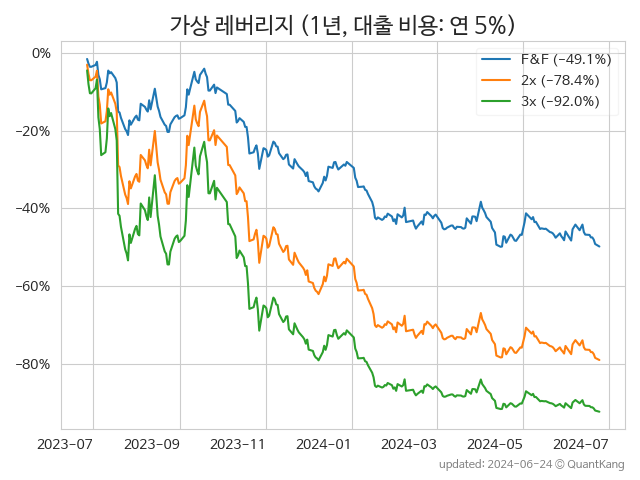 가상 레버리지 (1년, 대출 비용: 연 5%)
0%
−20%
−40%
−60%
−80%
F&F (−49.1%)
2x (−78.4%)
3x (−92.0%)
2023-07
2023-09
2023-11
2024-01
2024-03
2024-05
2024-07
updated: 2024-06-24 © QuantKang